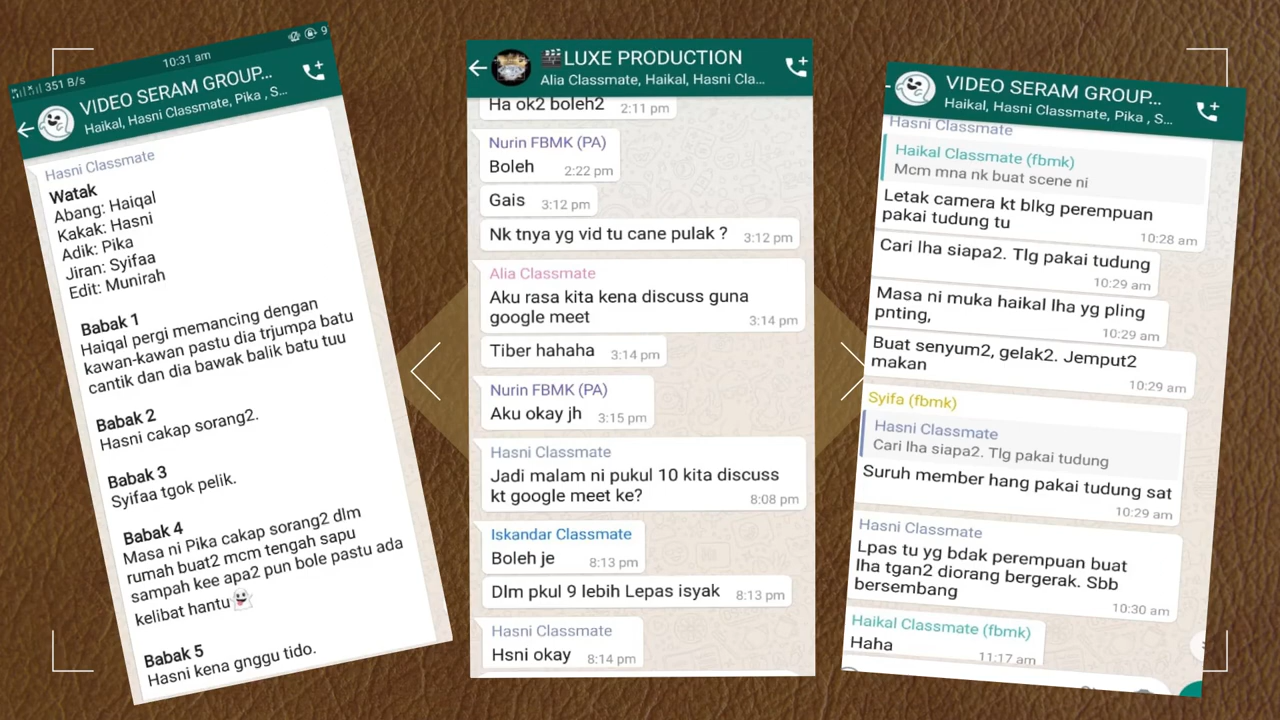 351 B/s
10:31 am
9
VIDEO SERAM GROUP...
Haikal, Hasni Classmate, Pika , S...
Hasni Classmate
Watak
Abang: Haiqal
Kakak: Hasni
Adik: Pika
Jiran: Syifaa
Edit: Munirah
Babak 1
Haiqal pergi memancing dengan
kawan-kawan pastu dia trjumpa batu
cantik dan dia bawak balik batu tuu
Babak 2
Hasni cakap sorang2.
Babak 3
Syifaa tgok pelik.
Babak 4
Masa ni Pika cakap sorang2 dlm
rumah buat2 mcm tengah sapu
sampah kee apa2 pun bole pastu ada
kelibat hantu👻
Babak 5
Hasni kena gnggu tido.
🎬LUXE PRODUCTION
Alia Classmate, Haikal, Hasni Cla...
Ha ok2 boleh2 2:11 pm
Nurin FBMK (PA)
Boleh 2:22 pm
Gais 3:12 pm
Nk tnya yg vid tu cane pulak ? 3:12 pm
Alia Classmate
Aku rasa kita kena discuss guna
google meet 3:14 pm
Tiber hahaha 3:14 pm
Nurin FBMK (PA)
Aku okay jh 3:15 pm
Hasni Classmate
Jadi malam ni pukul 10 kita discuss
kt google meet ke? 8:08 pm
Iskandar Classmate
Boleh je 8:13 pm
Dlm pkul 9 lebih Lepas isyak 8:13 pm
Hasni Classmate
Hsni okay 8:14 pm
VIDEO SERAM GROUP...
Haikal, Hasni Classmate, Pika , S...
Hasni Classmate
Haikal Classmate (fbmk)
Mcm mna nk buat scene ni
Letak camera kt blkg perempuan
pakai tudung tu
10:28 am
Cari lha siapa2. Tlg pakai tudung
10:29 am
Masa ni muka haikal lha yg pling
pnting,
10:29 am
Buat senyum2, gelak2. Jemput2
makan
10:29 am
Syifa (fbmk)
Hasni Classmate
Cari lha siapa2. Tlg pakai tudung
Suruh member hang pakai tudung sat
10:29 am
Hasni Classmate
Lpas tu yg bdak perempuan buat
lha tgan2 diorang bergerak. Sbb
bersembang
10:30 am
Haikal Classmate (fbmk)
Haha 11:17 am